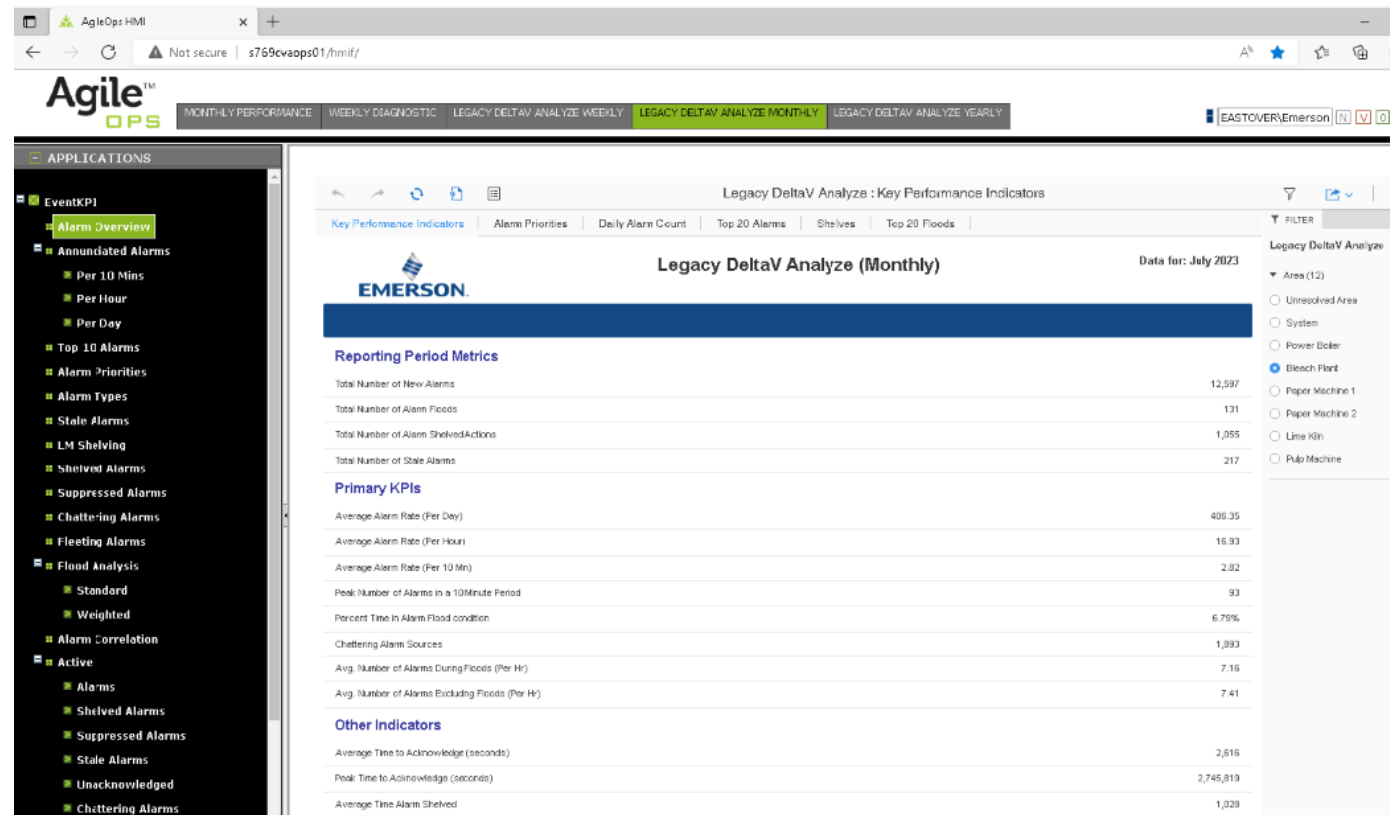 AgileOps HMI
Not secure | s769cvaops01/hmif/
Agile™
OPS
MONTHLY PERFORMANCE
WEEKLY DIAGNOSTIC
LEGACY DELTAV ANALYZE WEEKLY
LEGACY DELTAV ANALYZE MONTHLY
LEGACY DELTAV ANALYZE YEARLY
EASTOVER\Emerson
N V 0
APPLICATIONS
EventKPI
Alarm Overview
Annunciated Alarms
Per 10 Mins
Per Hour
Per Day
Top 10 Alarms
Alarm Priorities
Alarm Types
Stale Alarms
LM Shelving
Shelved Alarms
Suppressed Alarms
Chattering Alarms
Fleeting Alarms
Flood Analysis
Standard
Weighted
Alarm Correlation
Active
Alarms
Shelved Alarms
Suppressed Alarms
Stale Alarms
Unacknowledged
Chattering Alarms
Legacy DeltaV Analyze : Key Performance Indicators
Key Performance Indicators
Alarm Priorities
Daily Alarm Count
Top 20 Alarms
Shelves
Top 20 Floods
EMERSON.
Legacy DeltaV Analyze (Monthly)
Data for: July 2023
Reporting Period Metrics
Total Number of New Alarms 12,597
Total Number of Alarm Floods 131
Total Number of Alarm Shelved Actions 1,055
Total Number of Stale Alarms 217
Primary KPIs
Average Alarm Rate (Per Day) 406.35
Average Alarm Rate (Per Hour) 16.93
Average Alarm Rate (Per 10 Mn) 2.82
Peak Number of Alarms in a 10 Minute Period 93
Percent Time in Alarm Flood condition 6.79%
Chattering Alarm Sources 1,893
Avg. Number of Alarms During Floods (Per Hr) 7.16
Avg. Number of Alarms Excluding Floods (Per Hr) 7.41
Other Indicators
Average Time to Acknowledge (seconds) 2,616
Peak Time to Acknowledge (seconds) 2,745,819
Average Time Alarm Shelved 1,028
FILTER
Legacy DeltaV Analyze
Area (12)
Unresolved Area
System
Power Boiler
Bleach Plant
Paper Machine 1
Paper Machine 2
Lime Kiln
Pulp Machine